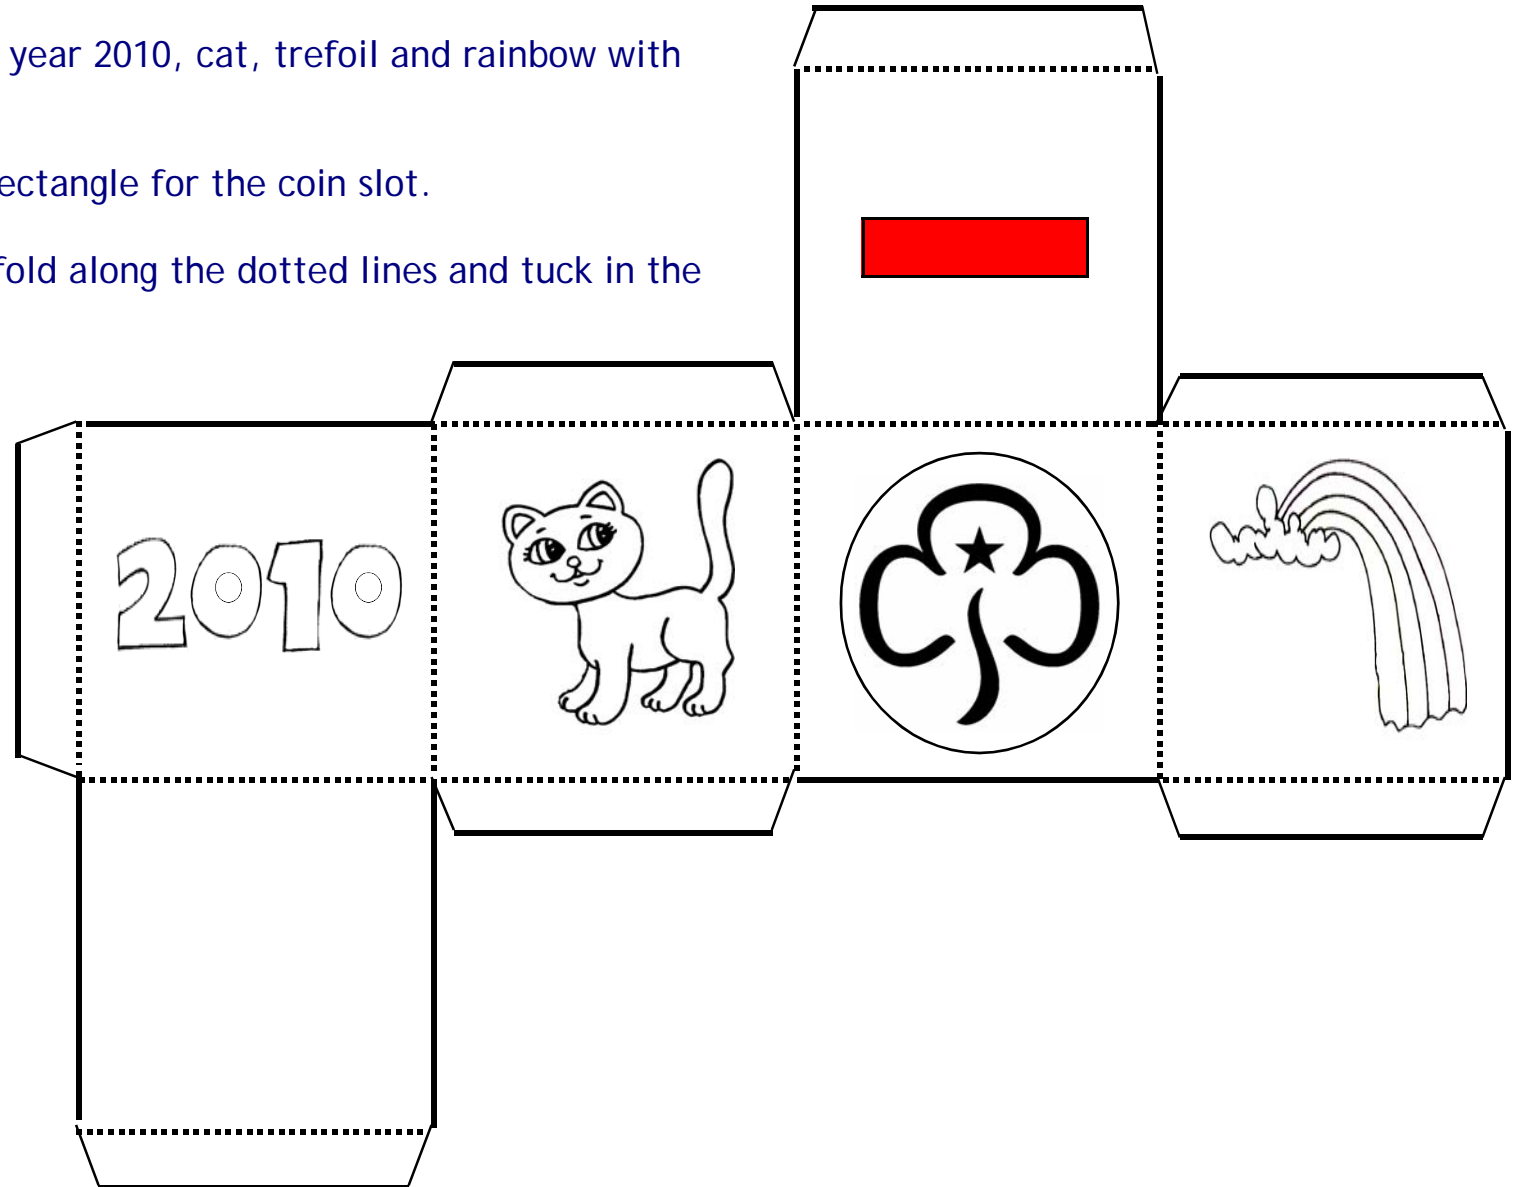 year 2010, cat, trefoil and rainbow with
ectangle for the coin slot.
fold along the dotted lines and tuck in the
2010